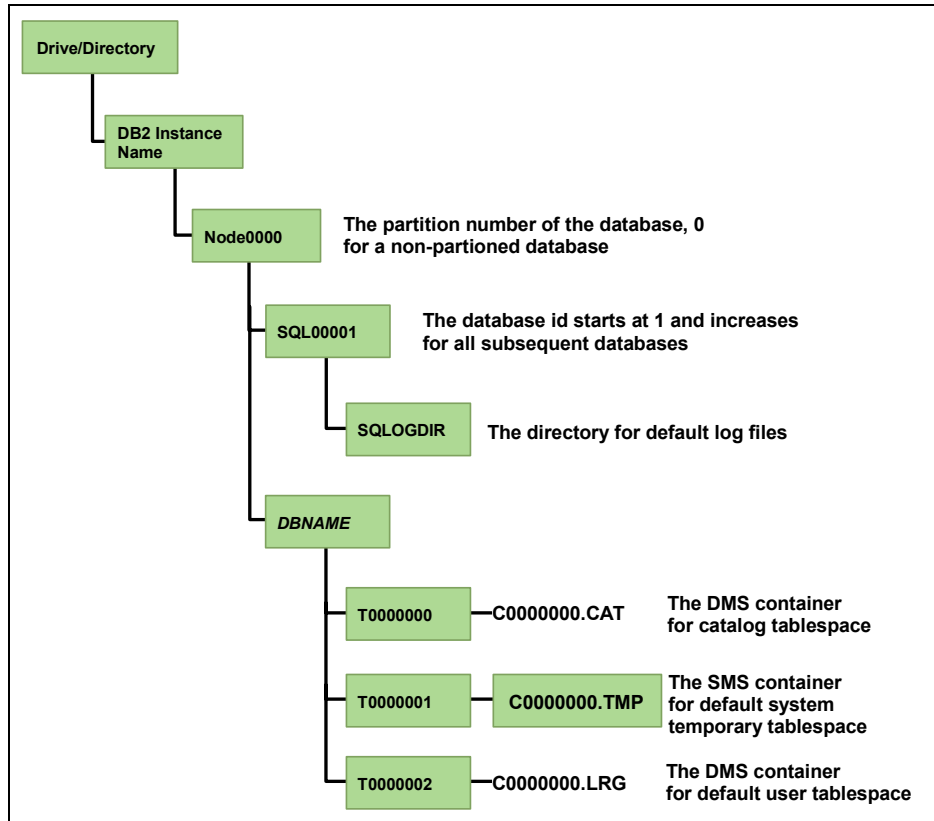 Drive/Directory
DB2 Instance
Name
Node0000
The partition number of the database, 0
for a non-partioned database
SQL00001
The database id starts at 1 and increases
for all subsequent databases
SQLOGDIR
The directory for default log files
DBNAME
T0000000
C0000000.CAT
The DMS container
for catalog tablespace
T0000001
C0000000.TMP
The SMS container
for default system
temporary tablespace
T0000002
C0000000.LRG
The DMS container
for default user tablespace